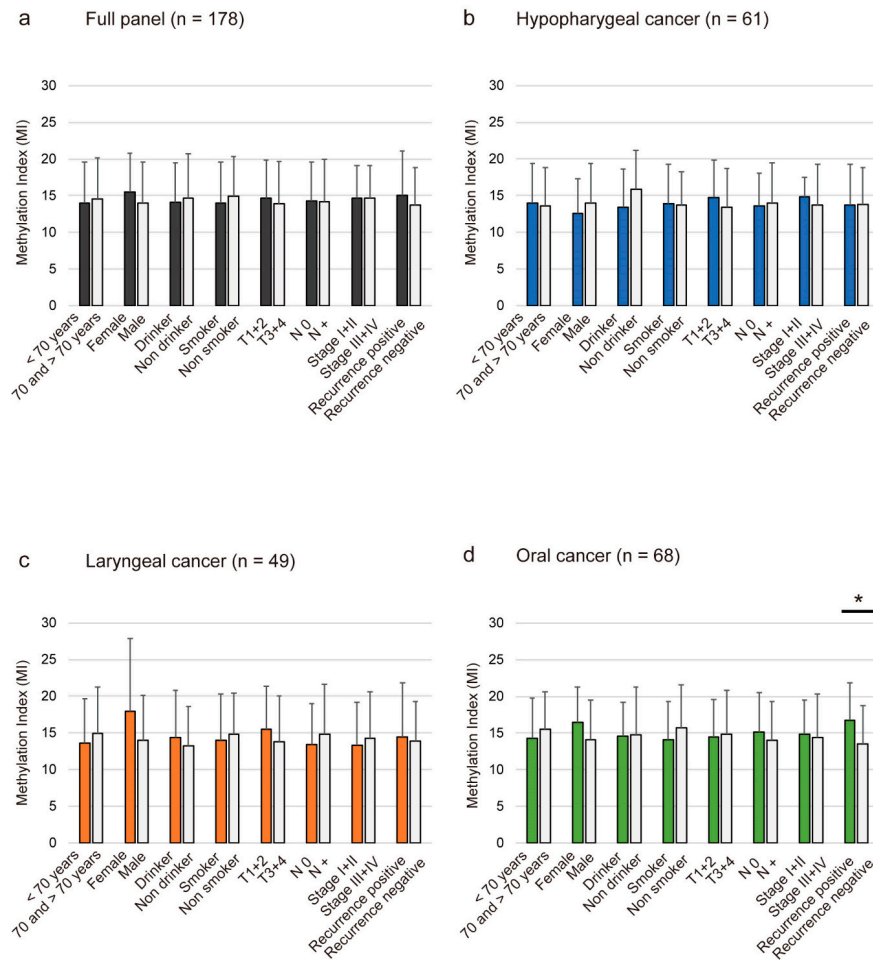 a Full panel (n = 178)
Methylation Index (MI)
30
25
20
15
10
5
0
< 70 years
70 and > 70 years
Female
Male
Drinker
Non drinker
Smoker
Non smoker
T1+2
T3+4
N 0
N +
Stage I+II
Stage III+IV
Recurrence positive
Recurrence negative
b Hypopharygeal cancer (n = 61)
Methylation Index (MI)
30
25
20
15
10
5
0
< 70 years
70 and > 70 years
Female
Male
Drinker
Non drinker
Smoker
Non smoker
T1+2
T3+4
N 0
N +
Stage I+II
Stage III+IV
Recurrence positive
Recurrence negative
c Laryngeal cancer (n = 49)
Methylation Index (MI)
30
25
20
15
10
5
0
< 70 years
70 and > 70 years
Female
Male
Drinker
Non drinker
Smoker
Non smoker
T1+2
T3+4
N 0
N +
Stage I+II
Stage III+IV
Recurrence positive
Recurrence negative
d Oral cancer (n = 68)
*
Methylation Index (MI)
30
25
20
15
10
5
0
< 70 years
70 and > 70 years
Female
Male
Drinker
Non drinker
Smoker
Non smoker
T1+2
T3+4
N 0
N +
Stage I+II
Stage III+IV
Recurrence positive
Recurrence negative